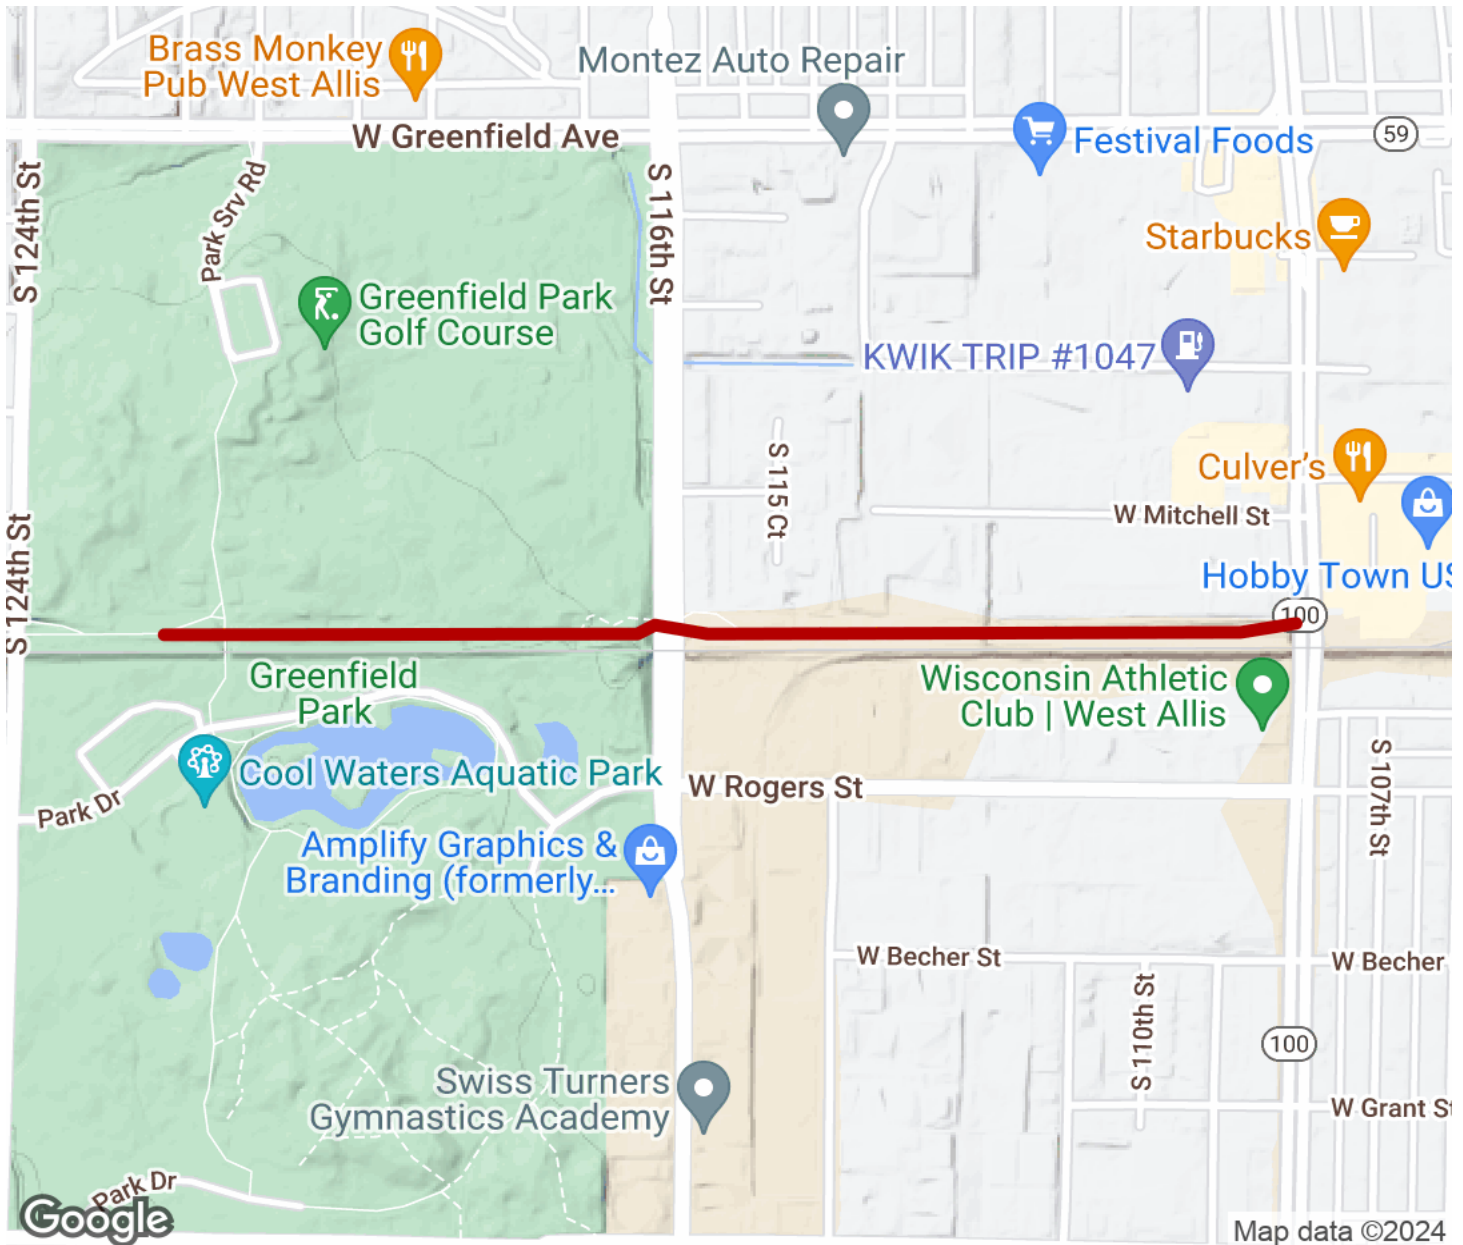 Brass Monkey
Pub West Allis
Montez Auto Repair
W Greenfield Ave
59
Festival Foods
S 124th St
Park Srv Rd
S 116th St
Starbucks
Greenfield Park
Golf Course
KWIK TRIP #1047
Culver's
S 115 Ct
W Mitchell St
S 124th St
Hobby Town US
100
Greenfield
Park
Wisconsin Athletic
Club | West Allis
S 107th St
Cool Waters Aquatic Park
W Rogers St
Park Dr
Amplify Graphics &
Branding (formerly...
W Becher St
W Becher
S 110th St
100
Swiss Turners
Gymnastics Academy
W Grant St
Park Dr
Google
Map data ©2024